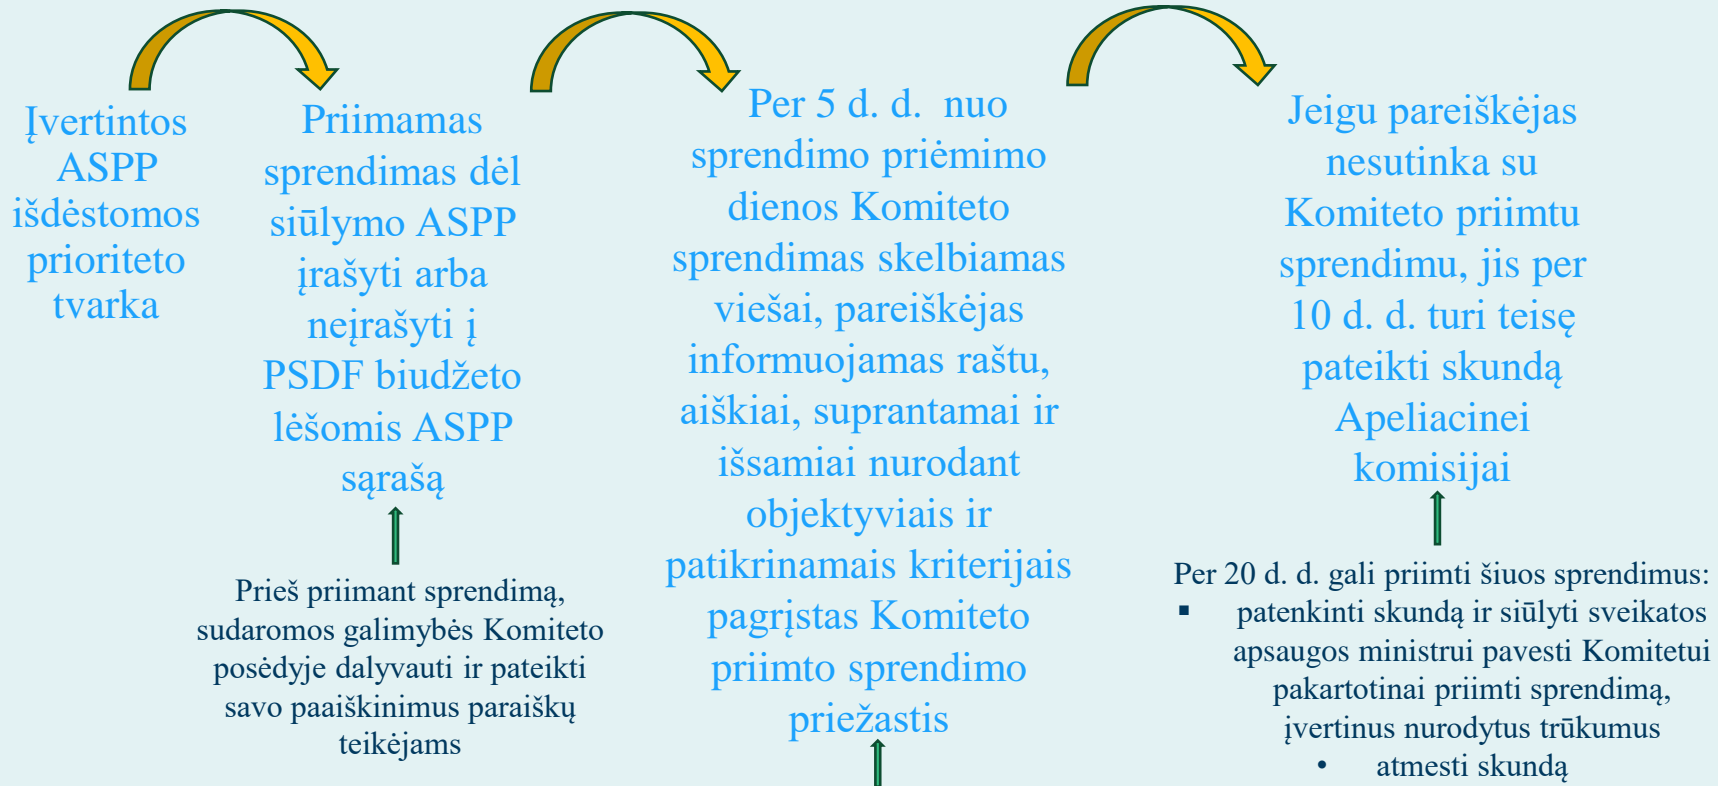 Įvertintos
ASPP
išdėstomos
prioriteto
tvarka
Priimamas
sprendimas dėl
siūlymo ASPP
įrašyti arba
neįrašyti į
PSDF biudžeto
lėšomis ASPP
sąrašą
Prieš priimant sprendimą,
sudaromos galimybės Komiteto
posėdyje dalyvauti ir pateikti
savo paaiškinimus paraiškų
teikėjams
Per 5 d. d. nuo
sprendimo priėmimo
dienos Komiteto
sprendimas skelbiamas
viešai, pareiškėjas
informuojamas raštu,
aiškiai, suprantamai ir
išsamiai nurodant
objektyviais ir
patikrinamais kriterijais
pagrįstas Komiteto
priimto sprendimo
priežastis
Jeigu pareiškėjas
nesutinka su
Komiteto priimtu
sprendimu, jis per
10 d. d. turi teisę
pateikti skundą
Apeliacinei
komisijai
Per 20 d. d. gali priimti šiuos sprendimus:
▪ patenkinti skundą ir siūlyti sveikatos
apsaugos ministrui pavesti Komitetui
pakartotinai priimti sprendimą,
įvertinus nurodytus trūkumus
• atmesti skundą